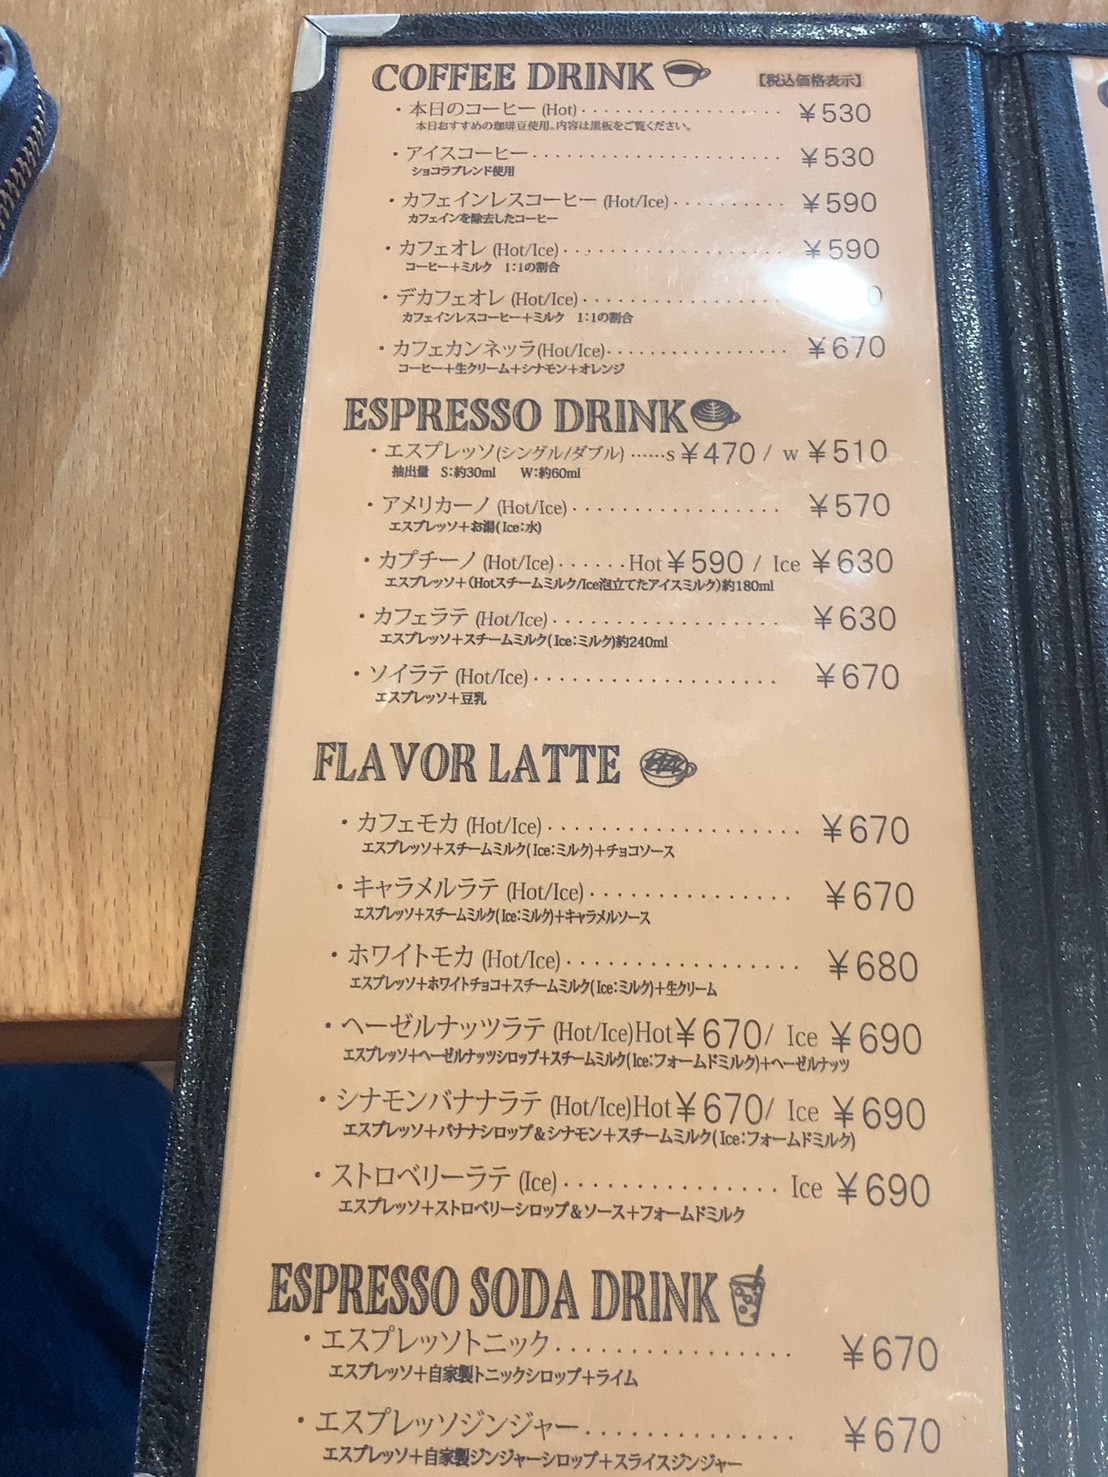 COFFEE DRINK 【税込価格表示】
・本日のコーヒー (Hot)・・・・・・・・・・・・・・・・ ¥530
本日おすすめの珈琲豆使用。内容は黒板をご覧ください。
・アイスコーヒー・・・・・・・・・・・・・・・・・・・・ ¥530
ショコラブレンド使用
・カフェインレスコーヒー (Hot/Ice)・・・・・・・・・・ ¥590
カフェインを除去したコーヒー
・カフェオレ (Hot/Ice)・・・・・・・・・・・・・・・・・・ ¥590
コーヒー＋ミルク　1：1の割合
・デカフェオレ (Hot/Ice)・・・・・・・・・・・・・・・・
カフェインレスコーヒー＋ミルク　1：1の割合
・カフェカンネッラ(Hot/Ice)・・・・・・・・・・・・・・ ¥670
コーヒー＋生クリーム＋シナモン＋オレンジ
ESPRESSO DRINK
・エスプレッソ(シングル/ダブル) ……s ¥470 / w ¥510
抽出量　S：約30ml　　W：約60ml
・アメリカーノ (Hot/Ice)・・・・・・・・・・・・・・・・ ¥570
エスプレッソ＋お湯(Ice：水)
・カプチーノ (Hot/Ice)・・・・・・Hot ¥590 / Ice ¥630
エスプレッソ＋(Hotスチームミルク/Ice泡立てたアイスミルク)約180ml
・カフェラテ (Hot/Ice)・・・・・・・・・・・・・・・・・・ ¥630
エスプレッソ＋スチームミルク(Ice：ミルク)約240ml
・ソイラテ (Hot/Ice)・・・・・・・・・・・・・・・・・・ ¥670
エスプレッソ＋豆乳
FLAVOR LATTE
・カフェモカ (Hot/Ice)・・・・・・・・・・・・・・・・・・・ ¥670
エスプレッソ＋スチームミルク(Ice：ミルク)＋チョコソース
・キャラメルラテ (Hot/Ice)・・・・・・・・・・・・・・ ¥670
エスプレッソ＋スチームミルク(Ice：ミルク)＋キャラメルソース
・ホワイトモカ (Hot/Ice)・・・・・・・・・・・・・・・・・ ¥680
エスプレッソ＋ホワイトチョコ＋スチームミルク(Ice：ミルク)＋生クリーム
・ヘーゼルナッツラテ (Hot/Ice)Hot ¥670/ Ice ¥690
エスプレッソ＋ヘーゼルナッツシロップ＋スチームミルク(Ice：フォームドミルク)＋ヘーゼルナッツ
・シナモンバナナラテ (Hot/Ice)Hot ¥670/ Ice ¥690
エスプレッソ＋バナナシロップ＆シナモン＋スチームミルク(Ice：フォームドミルク)
・ストロベリーラテ (Ice)・・・・・・・・・・・・・・・ Ice ¥690
エスプレッソ＋ストロベリーシロップ＆ソース＋フォームドミルク
ESPRESSO SODA DRINK
・エスプレッソトニック・・・・・・・・・・・・・・・・ ¥670
エスプレッソ＋自家製トニックシロップ＋ライム
・エスプレッソジンジャー・・・・・・・・・・・・・・ ¥670
エスプレッソ＋自家製ジンジャーシロップ＋スライスジンジャー